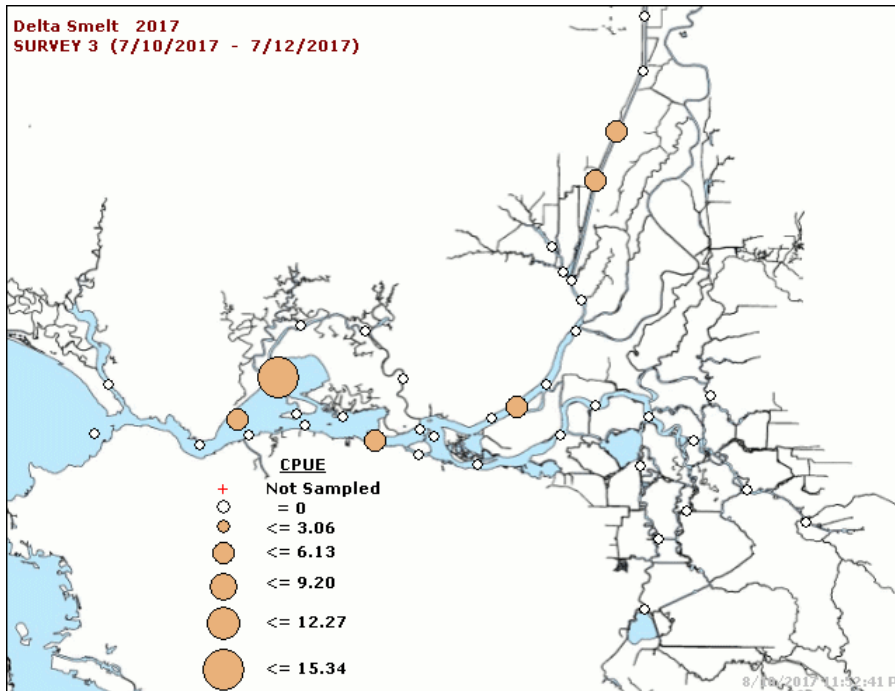 Delta Smelt 2017
SURVEY 3 (7/10/2017 - 7/12/2017)
CPUE
Not Sampled
= 0
<= 3.06
<= 6.13
<= 9.20
<= 12.27
<= 15.34